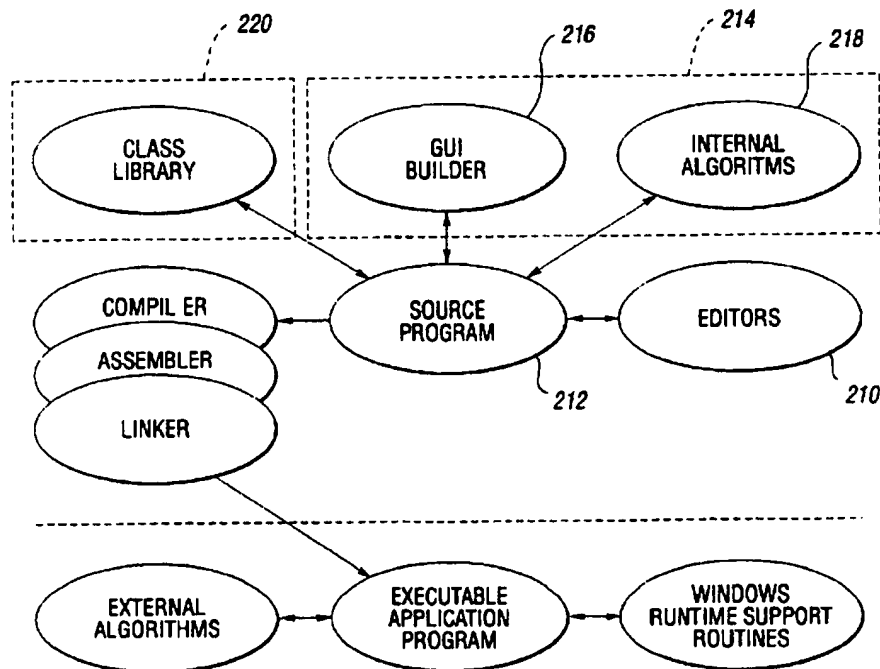 220
216
214
218
CLASS
LIBRARY
GUI
BUILDER
INTERNAL
ALGORITMS
COMPIL ER
ASSEMBLER
LINKER
SOURCE
PROGRAM
212
EDITORS
210
EXTERNAL
ALGORITHMS
EXECUTABLE
APPLICATION
PROGRAM
WINDOWS
RUNTIME SUPPORT
ROUTINES